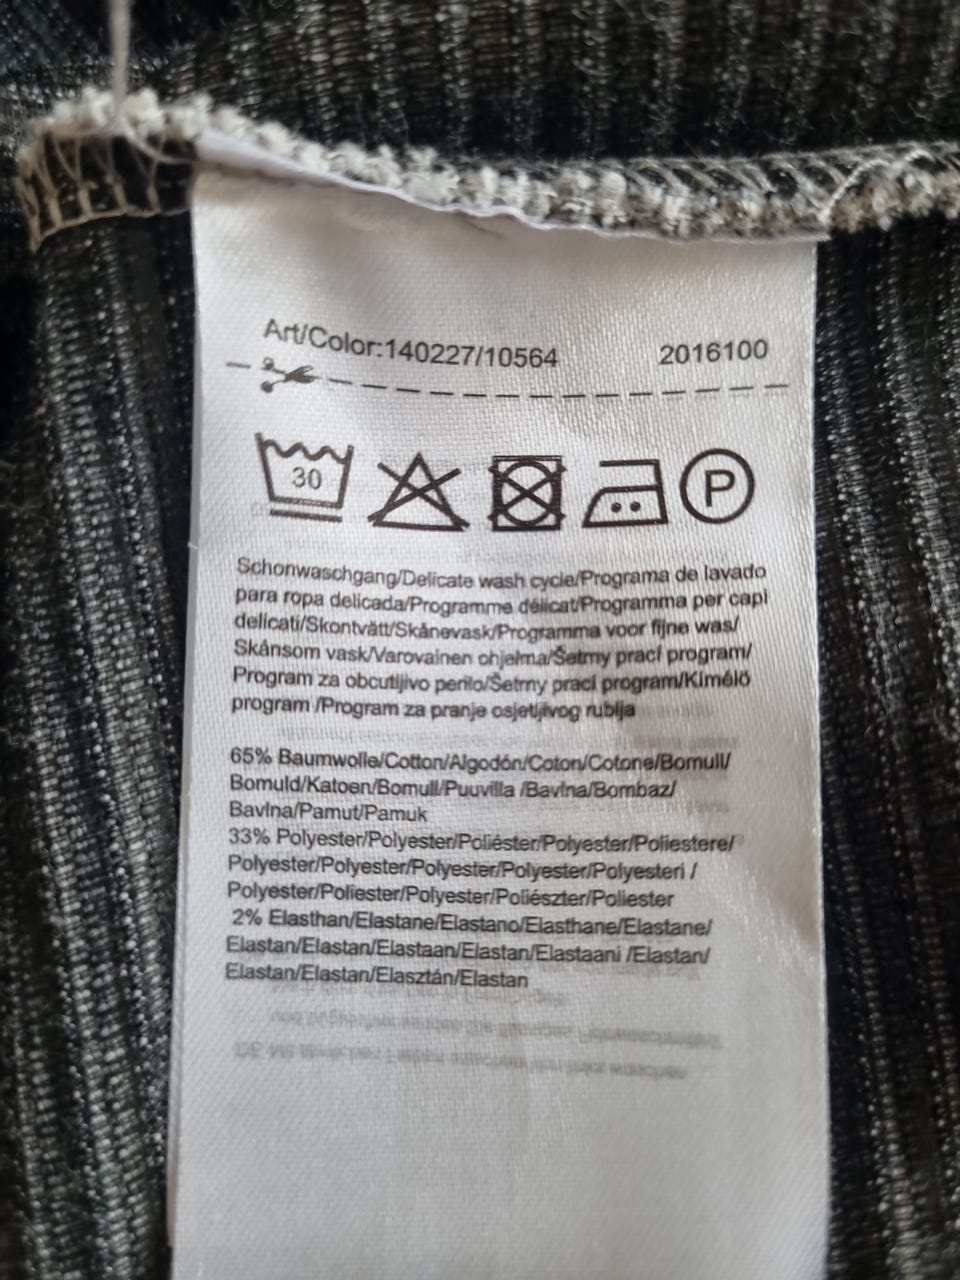 Art/Color:140227/10564 2016100
30 P
Schonwaschgang/Delicate wash cycle/Programa de lavado
para ropa delicada/Programme délicat/Programma per capi
delicati/Skontvätt/Skånevask/Programma voor fijne was/
Skånsom vask/Varovainen ohjelma/Šetrny prací program/
Program za obcutljivo perilo/Šetrny prací program/Kímélö
program /Program za pranje osjetjivog rublja
65% Baumwolle/Cotton/Algodón/Coton/Cotone/Bomull/
Bomuld/Katoen/Bomull/Puuvilla /Bavlna/Bombaz/
Bavlna/Pamut/Pamuk
33% Polyester/Polyester/Poliéster/Polyester/Poliestere/
Polyester/Polyester/Polyester/Polyester/Polyesteri /
Polyester/Poliester/Polyester/Poliészter/Poliester
2% Elasthan/Elastane/Elastano/Elasthane/Elastane/
Elastan/Elastan/Elastaan/Elastan/Elastaani /Elastan/
Elastan/Elastan/Elasztán/Elastan